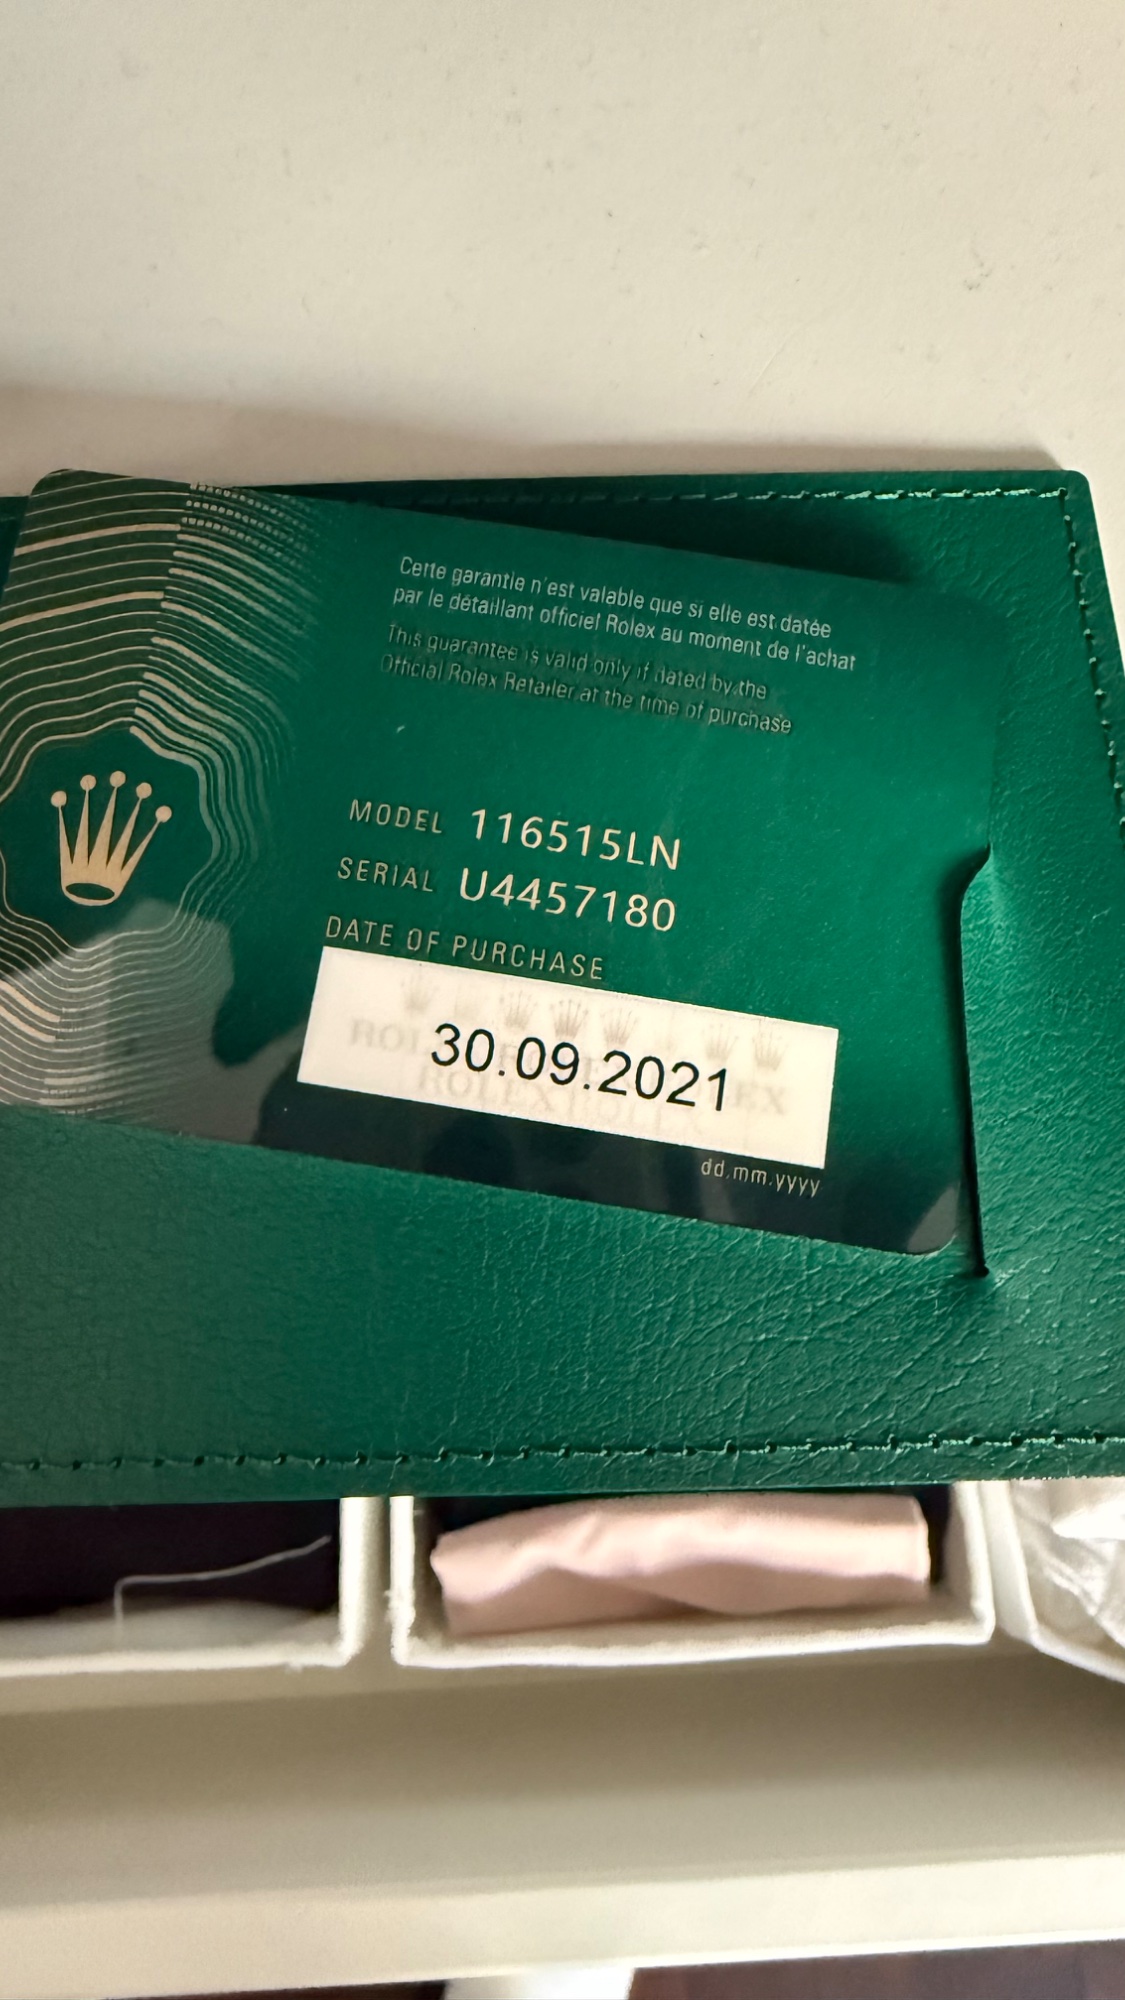 Cette garantie n'est valable que si elle est datée
par le détaillant officiel Rolex au moment de l'achat
This guarantee is valid only if dated by the
Official Rolex Retailer at the time of purchase
MODEL 116515LN
SERIAL U4457180
DATE OF PURCHASE
30.09.2021
dd.mm.yyyy